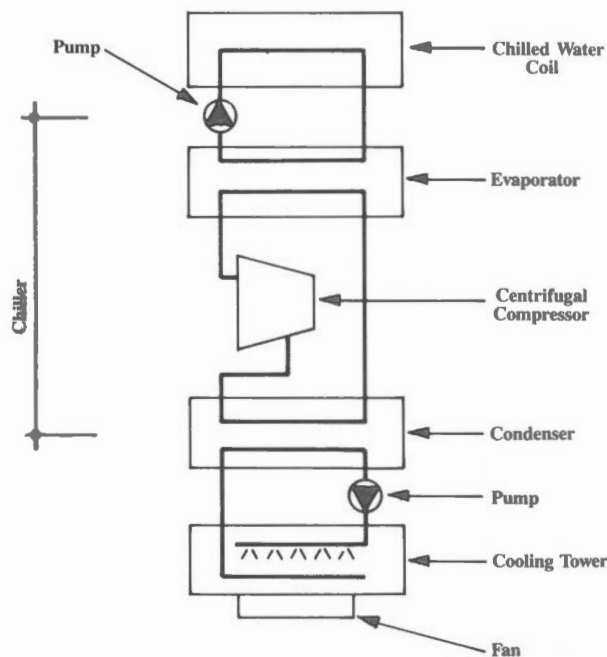 Pump
Chilled Water
Coil
Evaporator
Chiller
Centrifugal
Compressor
Condenser
Pump
Cooling Tower
Fan